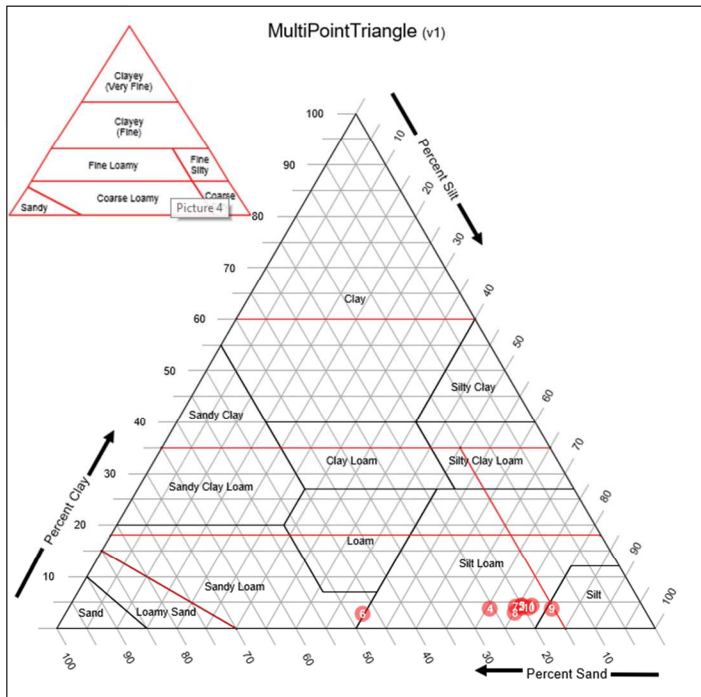 MultiPointTriangle (v1)
Clayey
(Very Fine)
Clayey
(Fine)
Fine Loamy
Fine
Silty
Coarse Loamy
Coarse
Sandy
Picture 4
Percent Silt
Percent Clay
Percent Sand
100
90
80
70
60
50
40
30
20
10
10
20
30
40
50
60
70
80
90
100
100
90
80
70
60
50
40
30
20
10
Clay
Silty Clay
Sandy Clay
Clay Loam
Silty Clay Loam
Sandy Clay Loam
Loam
Silt Loam
Sandy Loam
Silt
Sand
Loamy Sand
6
4
8
9